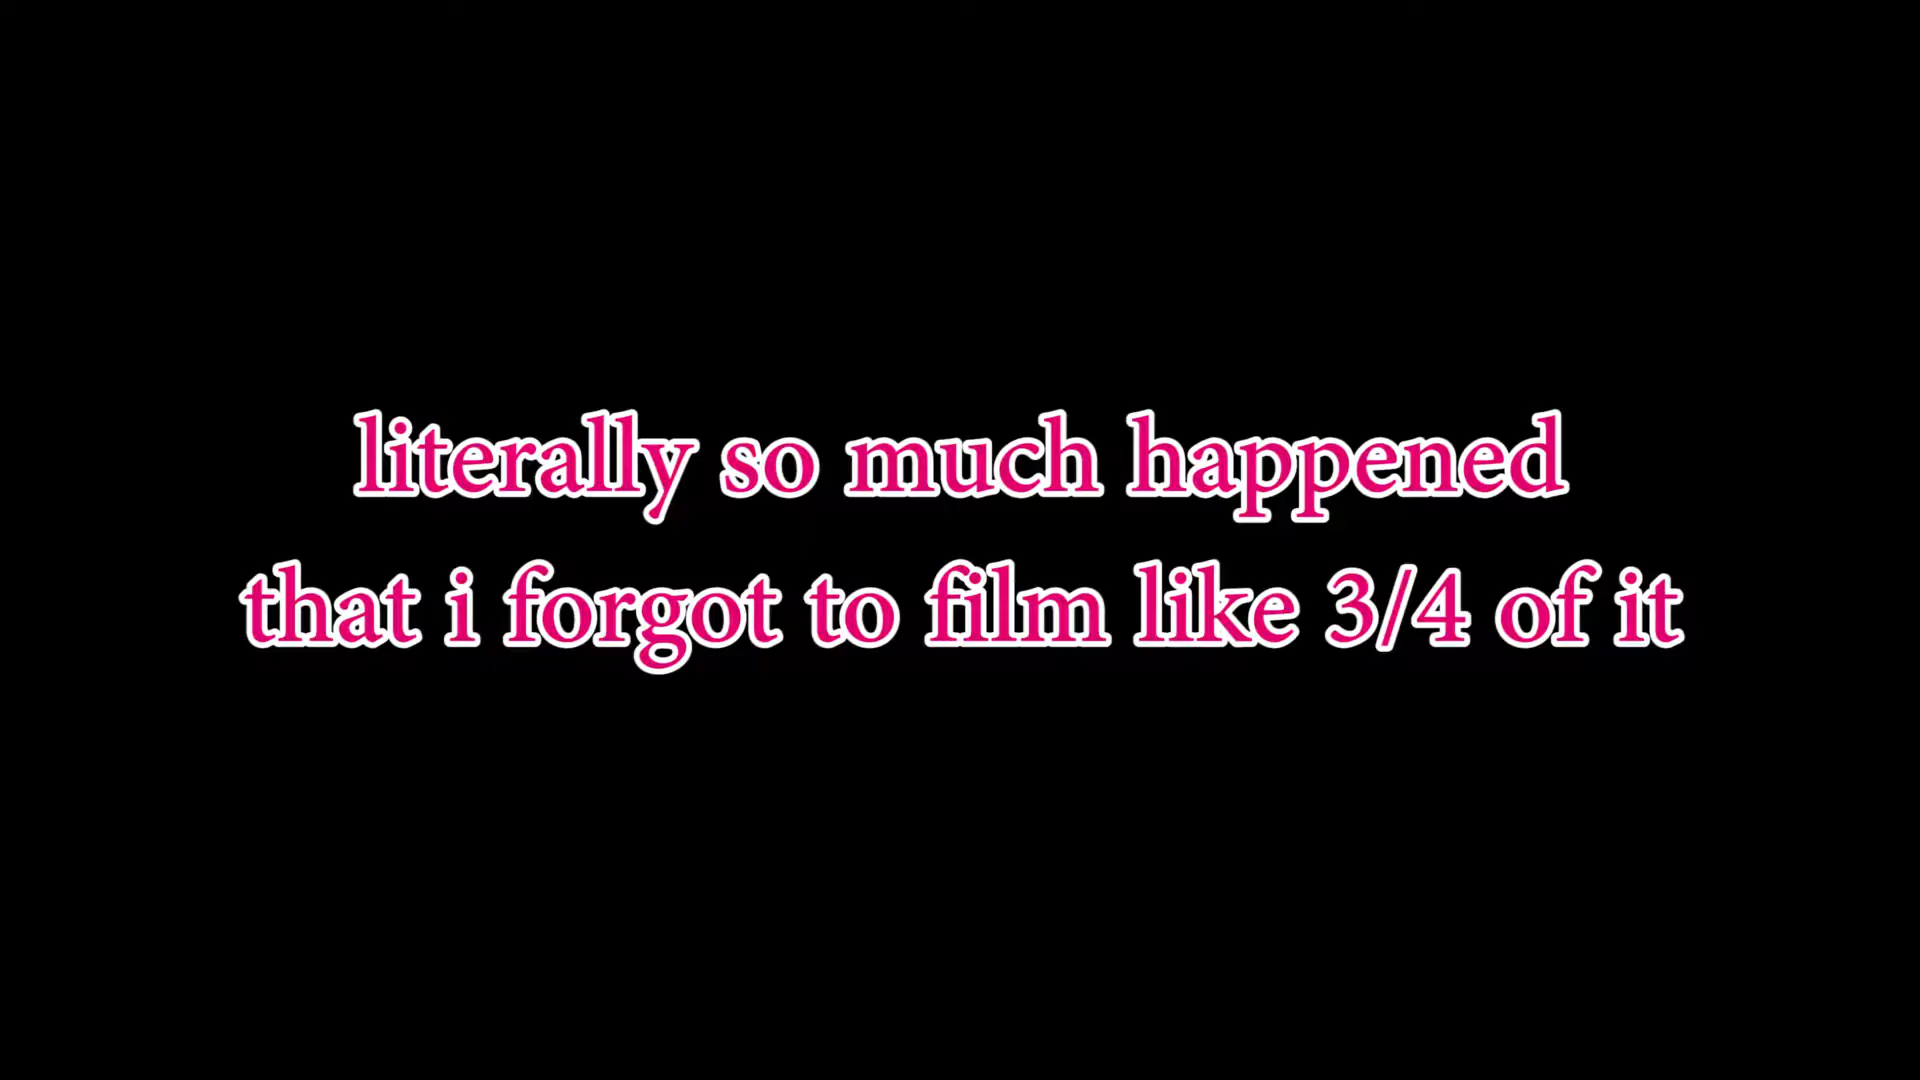 literally so much happened
that i forgot to film like 3/4 of it